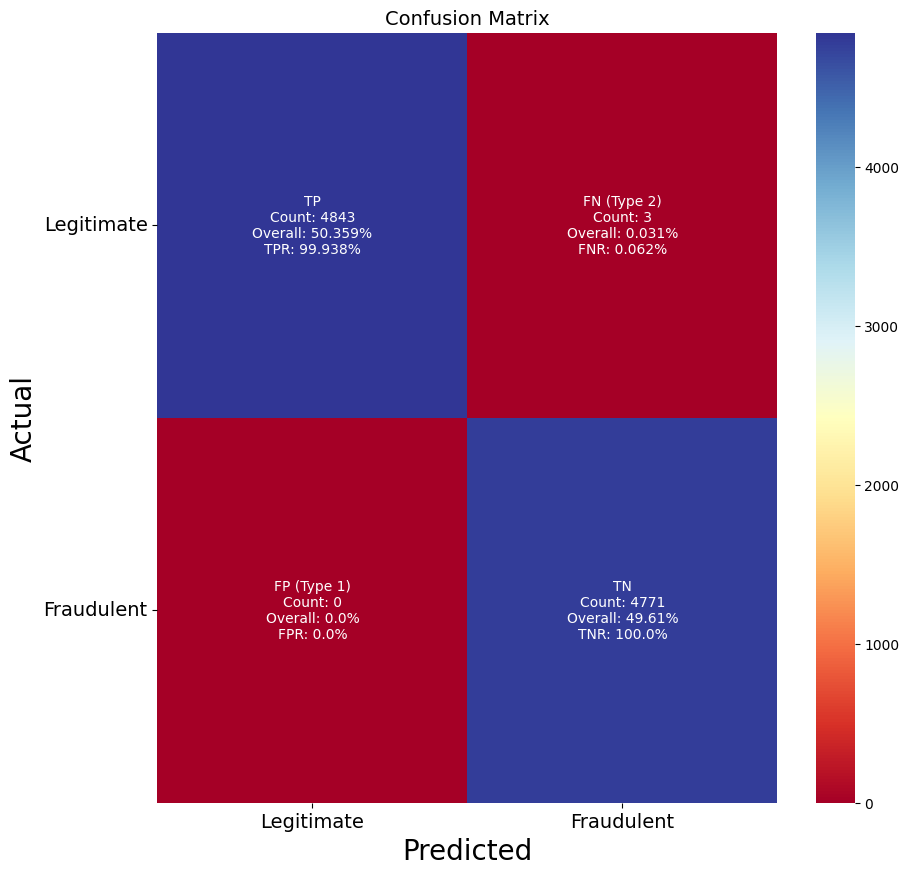 Confusion Matrix
TP
Count: 4843
Overall: 50.359%
TPR: 99.938%
FN (Type 2)
Count: 3
Overall: 0.031%
FNR: 0.062%
FP (Type 1)
Count: 0
Overall: 0.0%
FPR: 0.0%
TN
Count: 4771
Overall: 49.61%
TNR: 100.0%
Actual
Legitimate
Fraudulent
Legitimate
Fraudulent
Predicted
4000
3000
2000
1000
0